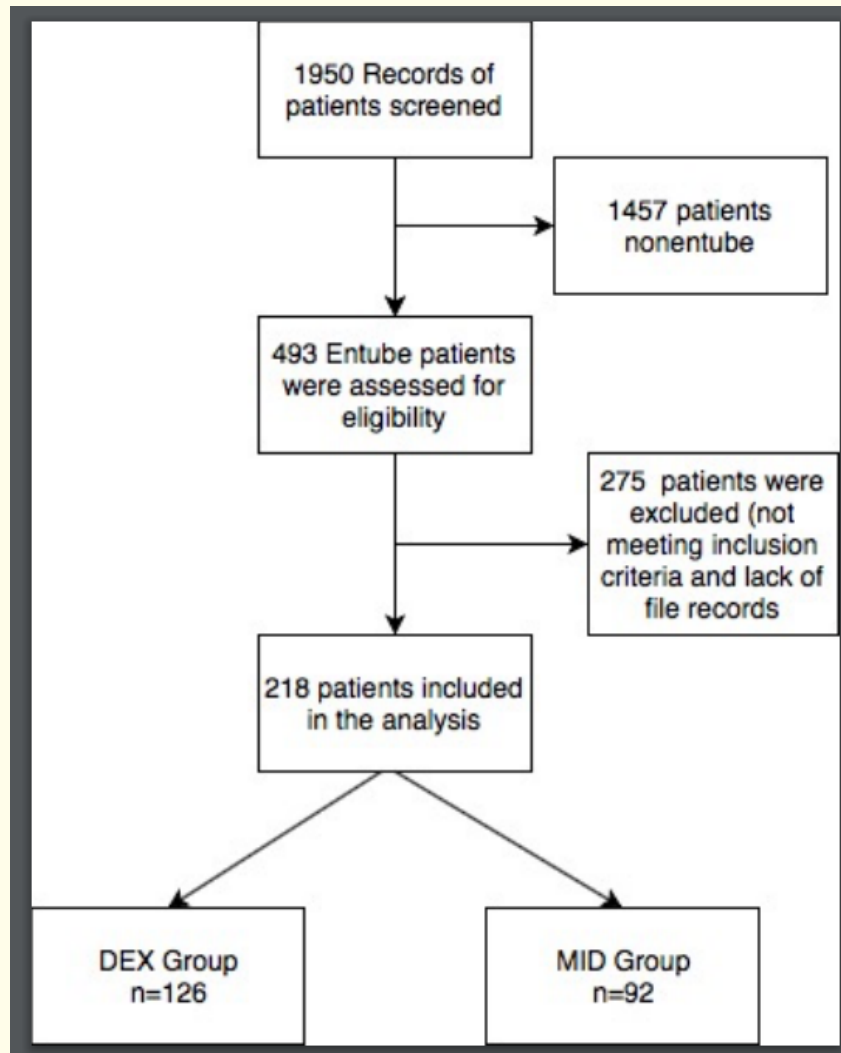 1950 Records of
patients screened
1457 patients
nonentube
493 Entube patients
were assessed for
eligibility
275 patients were
excluded (not
meeting inclusion
criteria and lack of
file records
218 patients included
in the analysis
DEX Group
n=126
MID Group
n=92